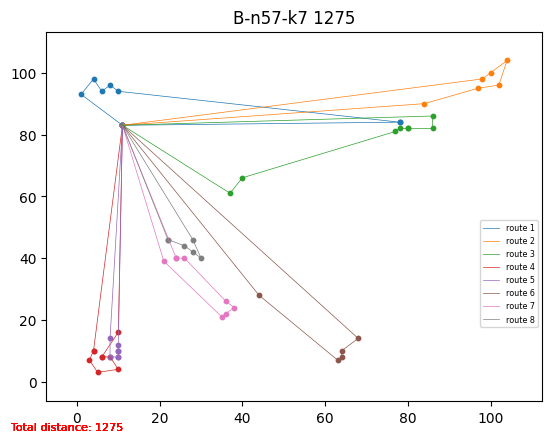 B-n57-k7 1275
100
80
60
40
20
0
0
20
40
60
80
100
route 1
route 2
route 3
route 4
route 5
route 6
route 7
route 8
Total distance: 1275